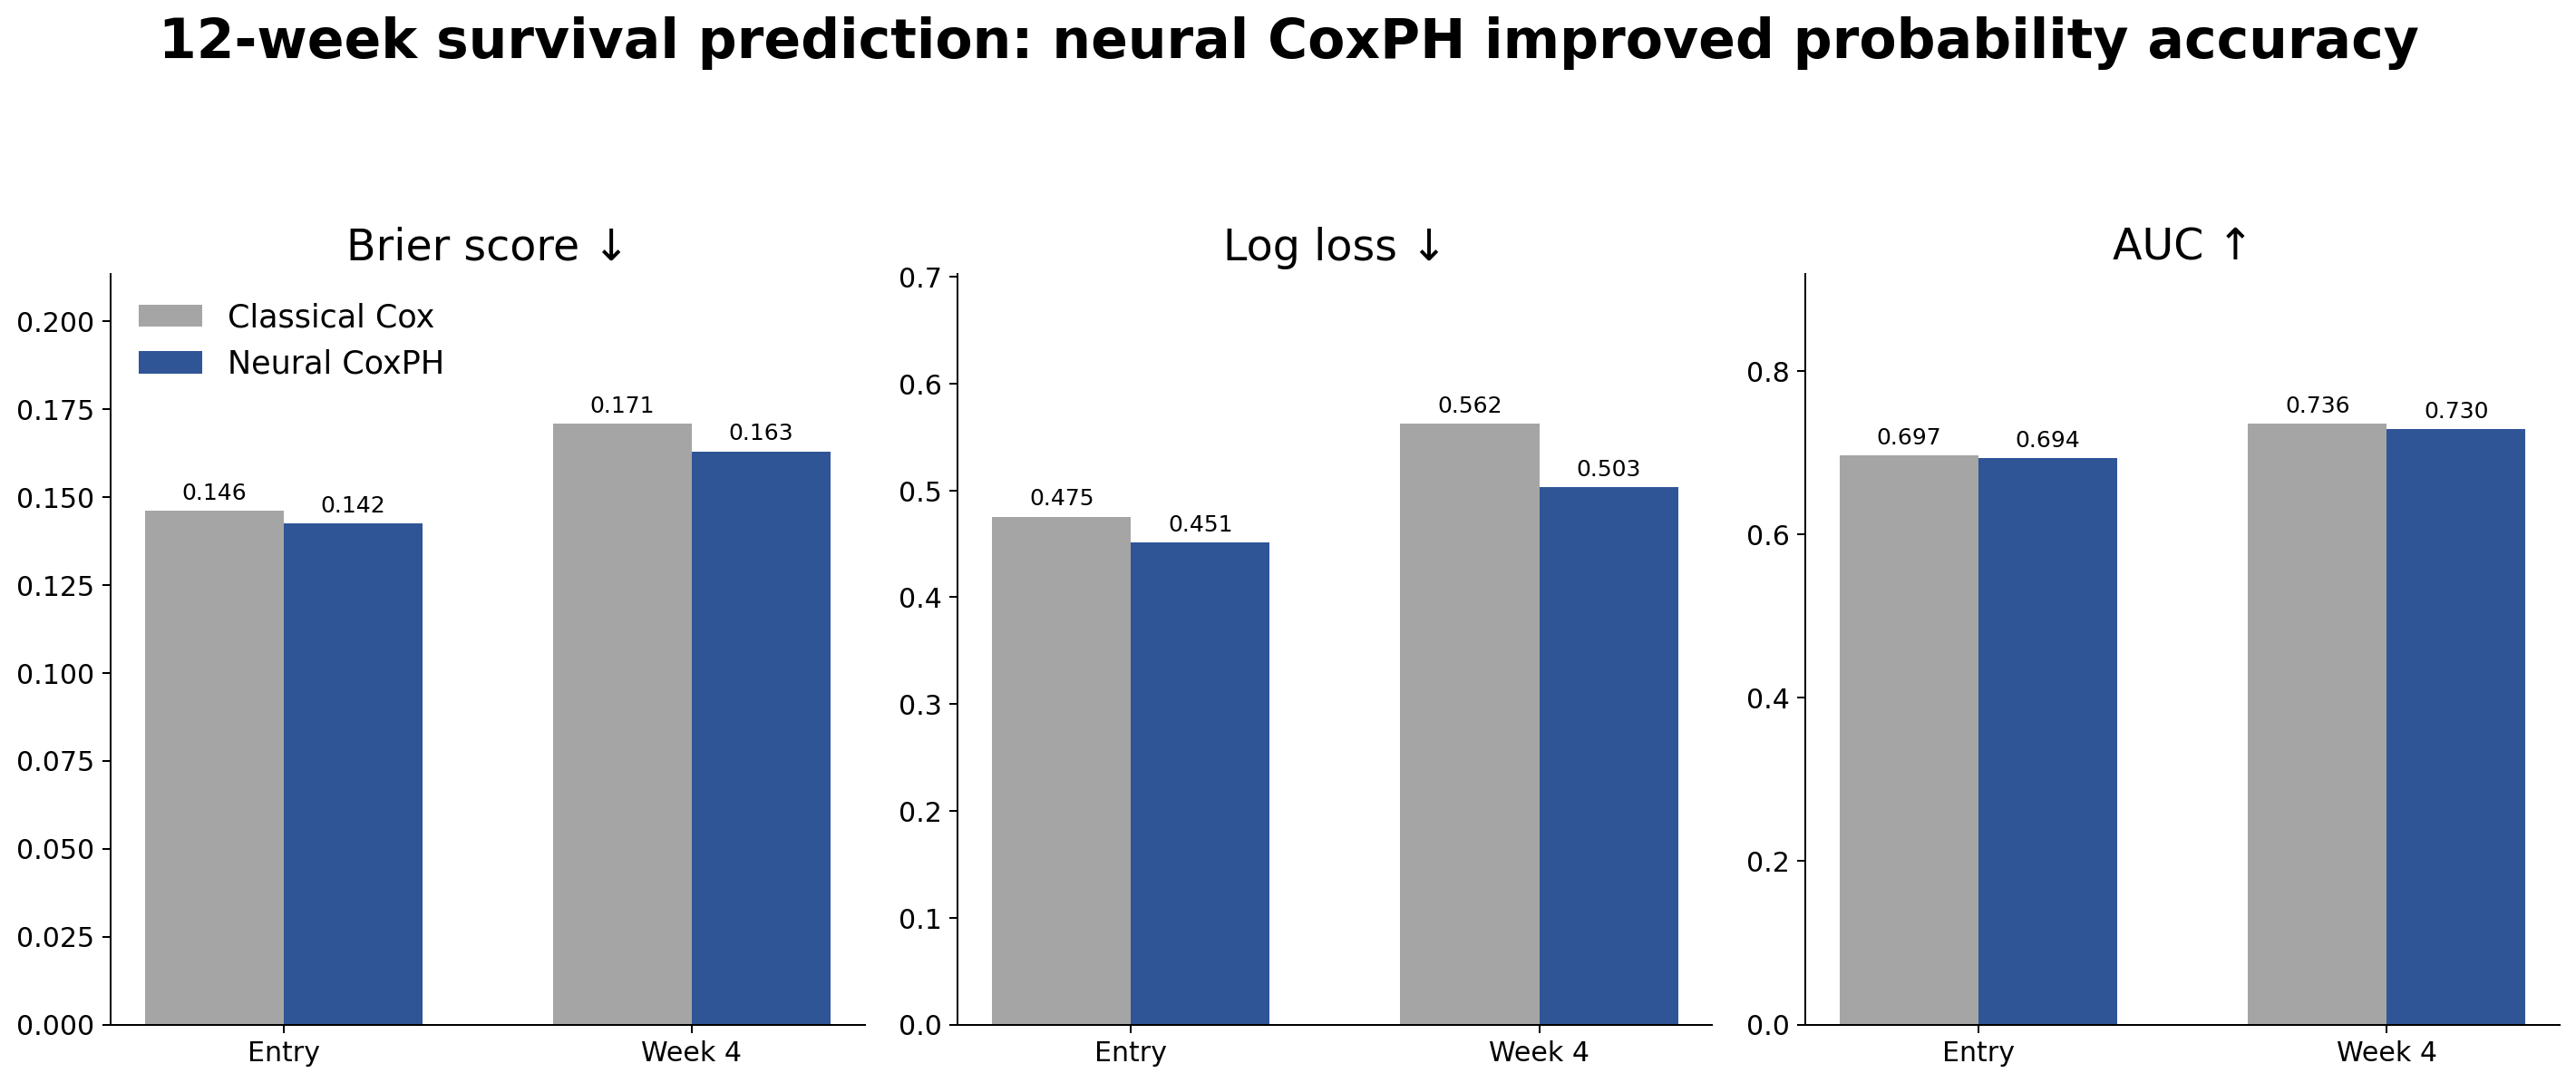 12-week survival prediction: neural CoxPH improved probability accuracy
Brier score ↓
0.200
0.175
0.150
0.125
0.100
0.075
0.050
0.025
0.000
Classical Cox
Neural CoxPH
0.146
0.142
0.171
0.163
Entry
Week 4
Log loss ↓
0.7
0.6
0.5
0.4
0.3
0.2
0.1
0.0
0.475
0.451
0.562
0.503
Entry
Week 4
AUC ↑
0.8
0.6
0.4
0.2
0.0
0.697
0.694
0.736
0.730
Entry
Week 4